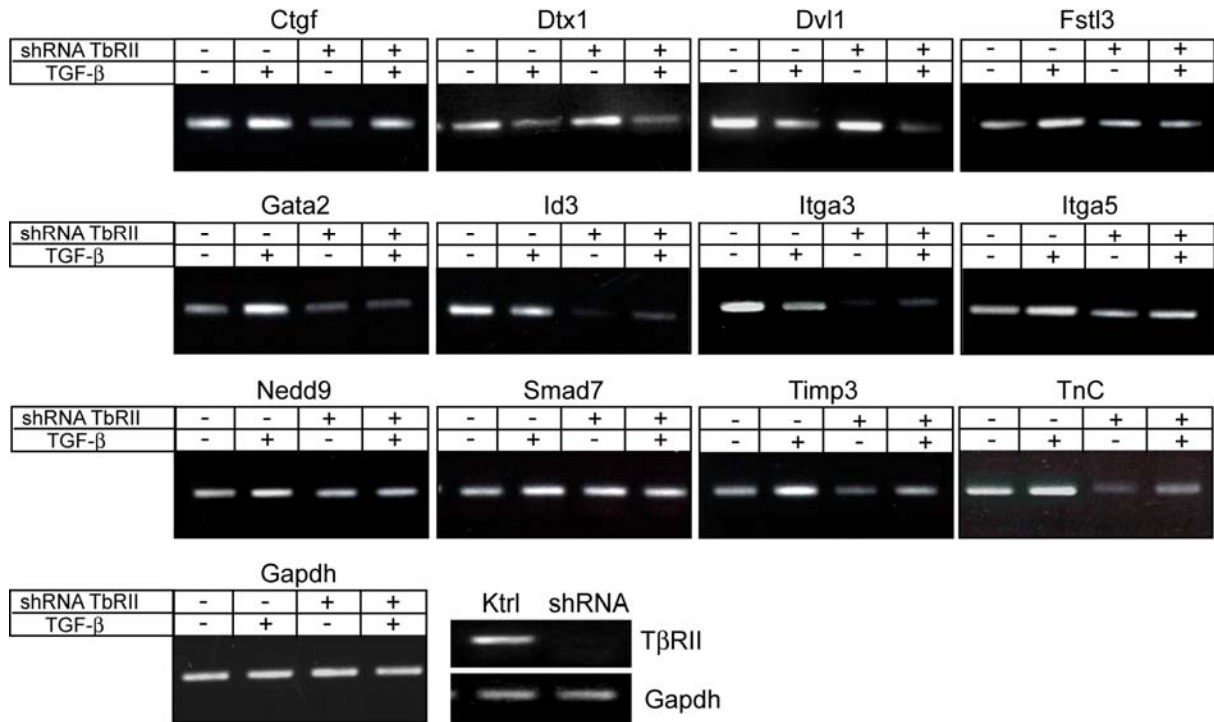 Ctgf Dtx1 Dvl1 Fstl3
shRNA TbRII - - + + - - + + - - + + - - + +
TGF-β - + - + - + - + - + - + - + - +
Gata2 Id3 Itga3 Itga5
shRNA TbRII - - + + - - + + - - + + - - + +
TGF-β - + - + - + - + - + - + - + - +
Nedd9 Smad7 Timp3 TnC
shRNA TbRII - - + + - - + + - - + + - - + +
TGF-β - + - + - + - + - + - + - + - +
Gapdh
shRNA TbRII - - + +
TGF-β - + - +
Ktrl shRNA
TβRII
Gapdh